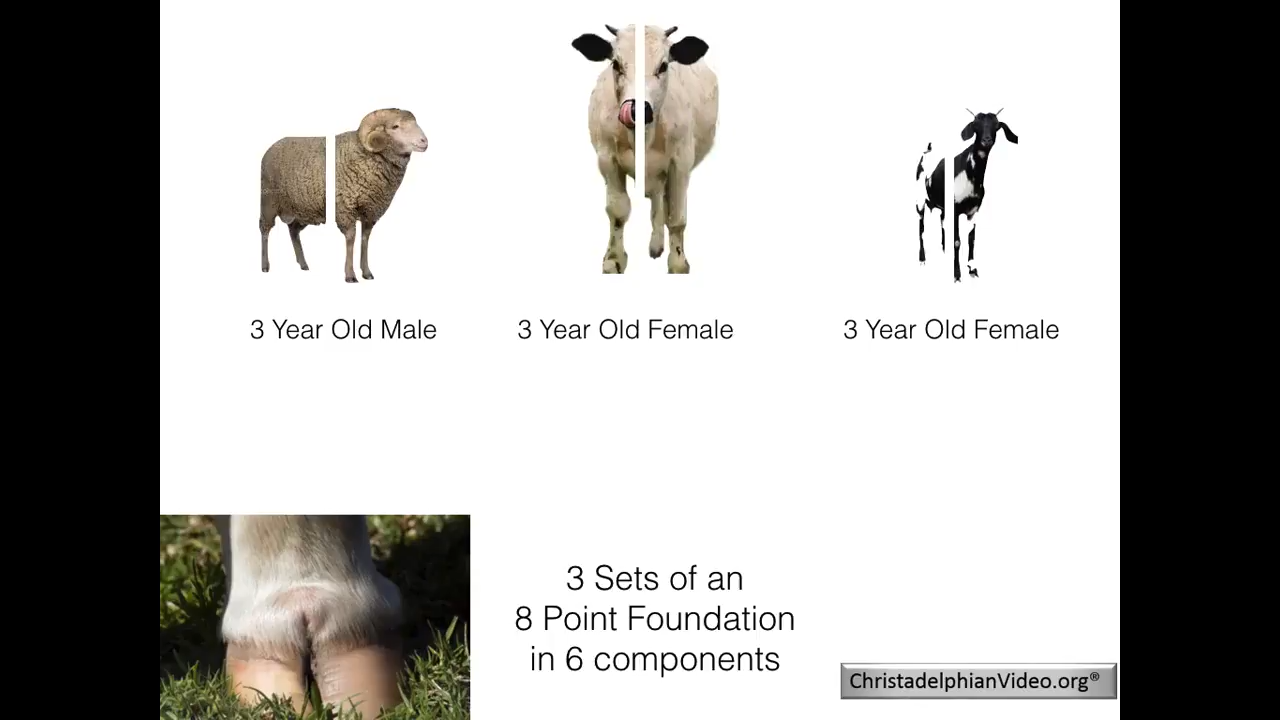 3 Year Old Male
3 Year Old Female
3 Year Old Female
3 Sets of an
8 Point Foundation
in 6 components
ChristadelphianVideo.org®